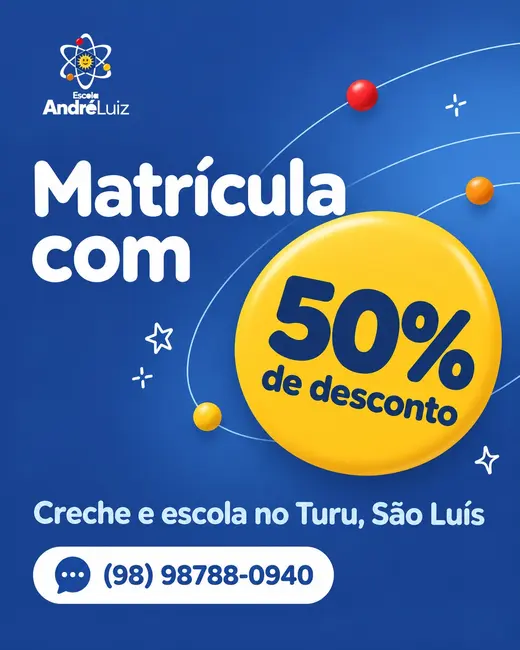 Escola
AndréLuiz
Matrícula
com
50%
de desconto
Creche e escola no Turu, São Luís
(98) 98788-0940